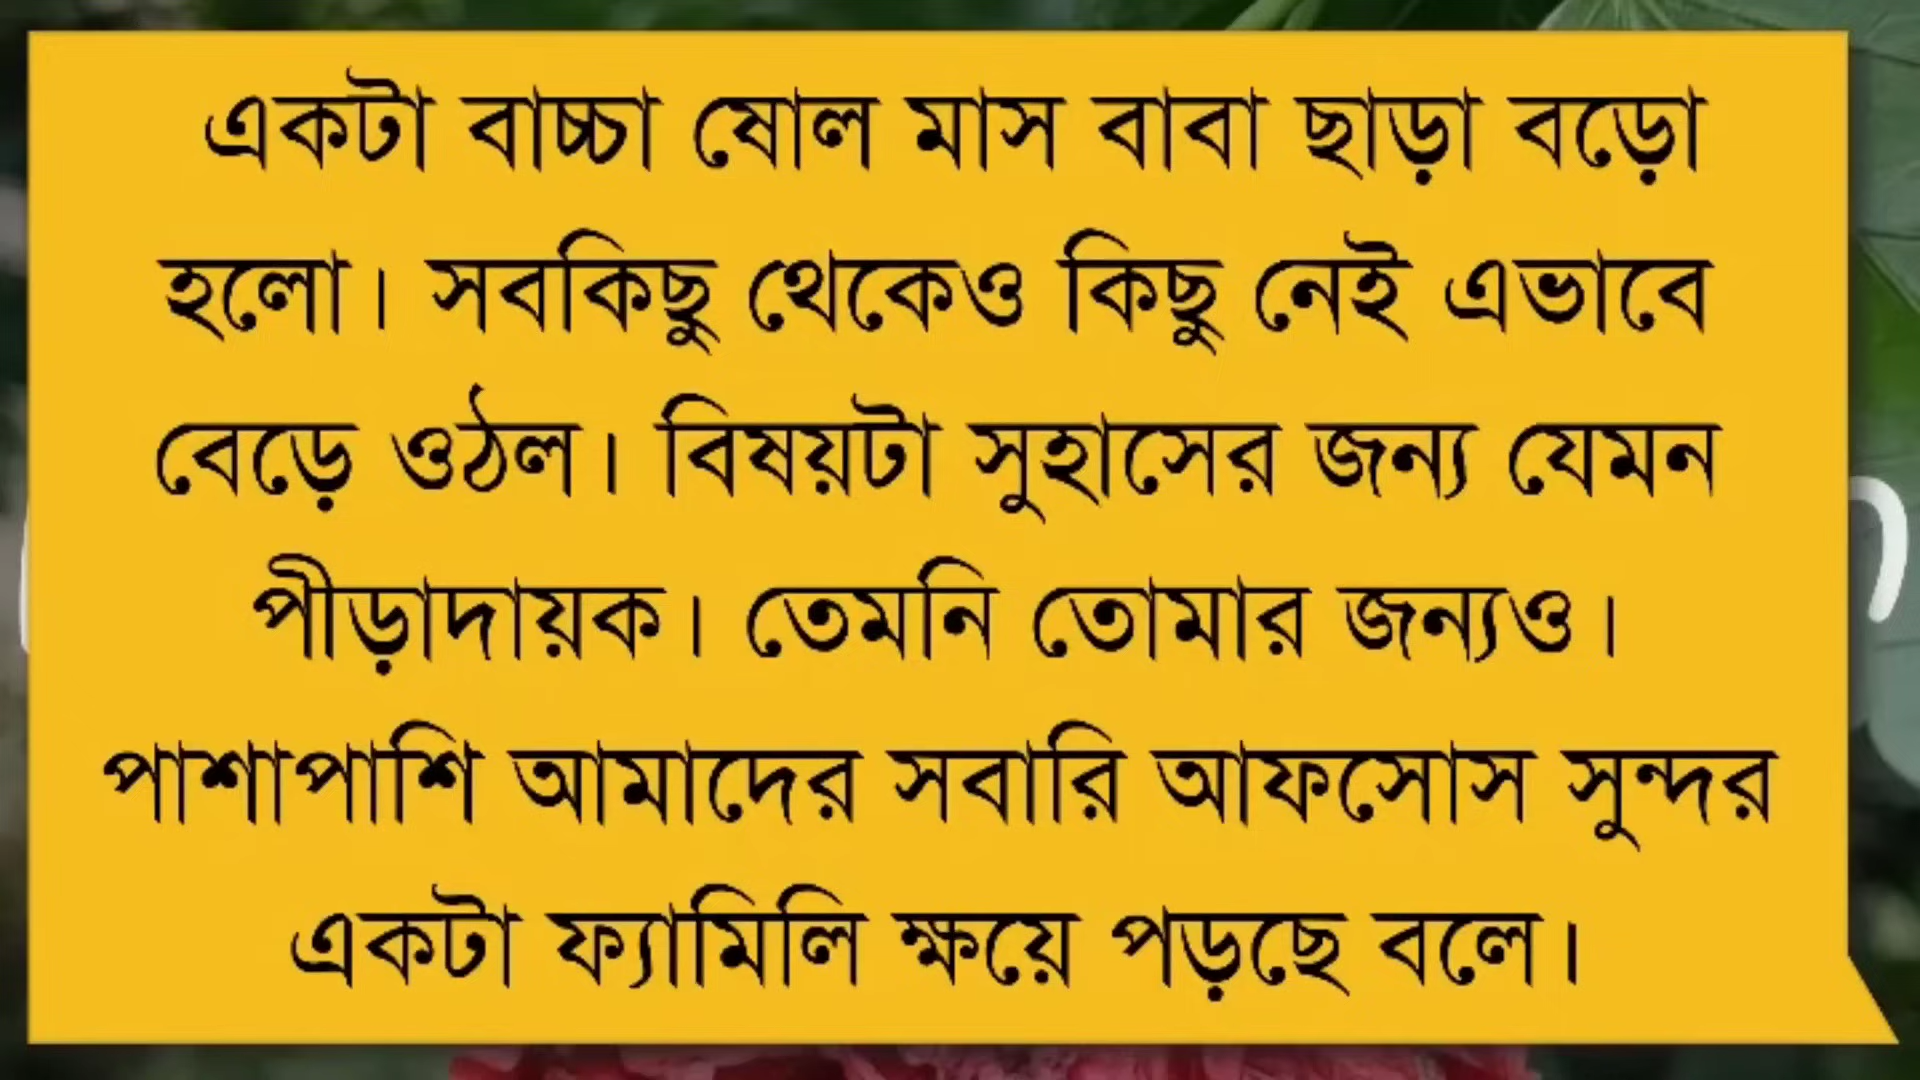 একটা বাচ্চা ষোল মাস বাবা ছাড়া বড়ো
হলো। সবকিছু থেকেও কিছু নেই এভাবে
বেড়ে ওঠল। বিষয়টা সুহাসের জন্য যেমন
পীড়াদায়ক। তেমনি তোমার জন্যও।
পাশাপাশি আমাদের সবারি আফসোস সুন্দর
একটা ফ্যামিলি ক্ষয়ে পড়ছে বলে।